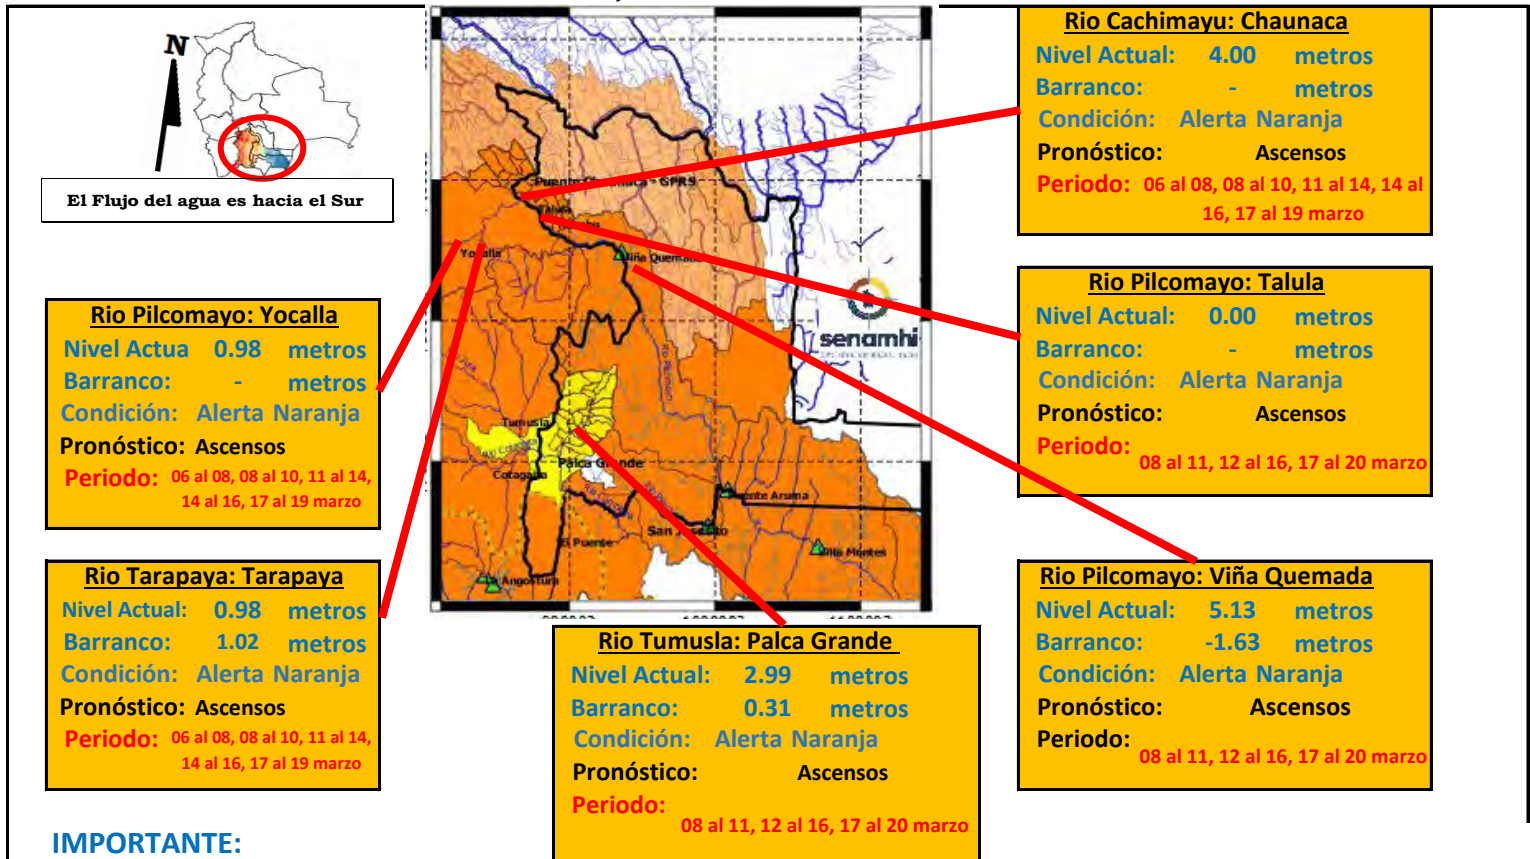 N
El Flujo del agua es hacia el Sur
Rio Cachimayu: Chaunaca
Nivel Actual: 4.00 metros
Barranco: - metros
Condición: Alerta Naranja
Pronóstico: Ascensos
Periodo: 06 al 08, 08 al 10, 11 al 14, 14 al
16, 17 al 19 marzo
Rio Pilcomayo: Talula
Nivel Actual: 0.00 metros
Barranco: - metros
Condición: Alerta Naranja
Pronóstico: Ascensos
Periodo:
08 al 11, 12 al 16, 17 al 20 marzo
Rio Pilcomayo: Yocalla
Nivel Actua 0.98 metros
Barranco: - metros
Condición: Alerta Naranja
Pronóstico: Ascensos
Periodo: 06 al 08, 08 al 10, 11 al 14,
14 al 16, 17 al 19 marzo
Rio Tarapaya: Tarapaya
Nivel Actual: 0.98 metros
Barranco: 1.02 metros
Condición: Alerta Naranja
Pronóstico: Ascensos
Periodo: 06 al 08, 08 al 10, 11 al 14,
14 al 16, 17 al 19 marzo
Rio Tumusla: Palca Grande
Nivel Actual: 2.99 metros
Barranco: 0.31 metros
Condición: Alerta Naranja
Pronóstico: Ascensos
Periodo:
08 al 11, 12 al 16, 17 al 20 marzo
Rio Pilcomayo: Viña Quemada
Nivel Actual: 5.13 metros
Barranco: -1.63 metros
Condición: Alerta Naranja
Pronóstico: Ascensos
Periodo:
08 al 11, 12 al 16, 17 al 20 marzo
Puente - GPRS
Talula
Yocalla
Viña Quemada
senamhi
Tumusla
Palca Grande
Cotagaita
Puente Aruma
San Josecito
El Puente
Villa Montes
Angostura
IMPORTANTE: